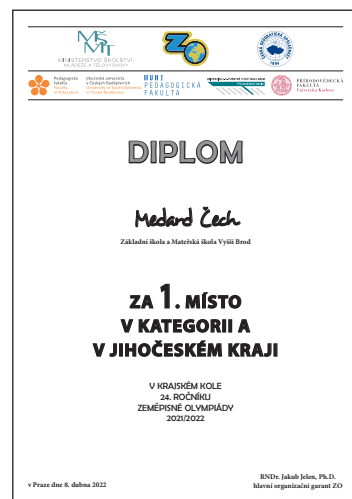 MŠMT
MINISTERSTVO ŠKOLSTVÍ,
MLÁDEŽE A TĚLOVÝCHOVY
ZO
Pedagogická
fakulta
Faculty
of Education
Jihočeská univerzita
v Českých Budějovicích
University of South Bohemia
in České Budějovice
MUNI
PEDAGOGICKÁ
FAKULTA
PŘÍRODOVĚDECKÁ
FAKULTA
Univerzita Karlova
DIPLOM
Medard Čech
Základní škola a Mateřská škola Vyšší Brod
ZA 1. MÍSTO
V KATEGORII A
V JIHOČESKÉM KRAJI
V KRAJSKÉM KOLE
24. ROČNÍKU
ZEMĚPISNÉ OLYMPIÁDY
2021/2022
v Praze dne 8. dubna 2022
RNDr. Jakub Jelen, Ph.D.
hlavní organizační garant ZO